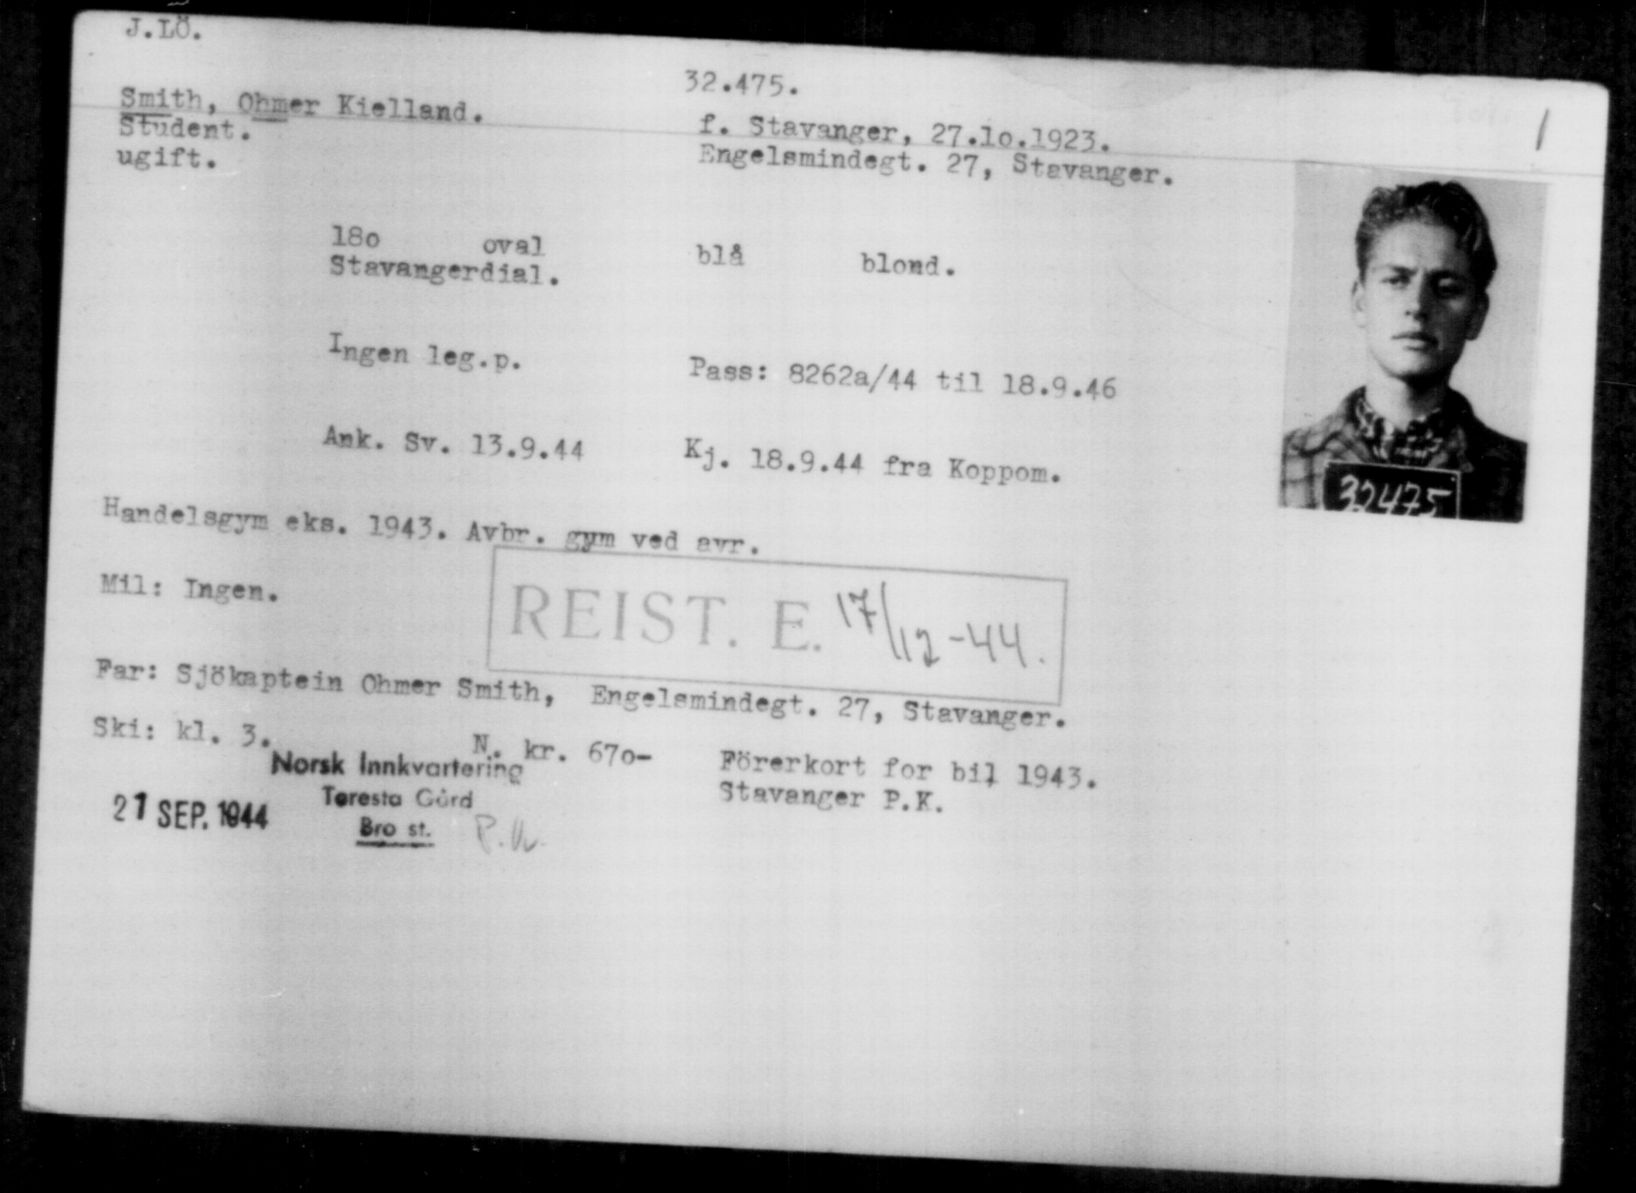 J.LÖ.
32.475.
Smith, Ohmer Kielland.
f. Stavanger, 27.lo.1923.
1
Student.
Engelsmindegt. 27, Stavanger.
ugift.
18o oval blå blond.
Stavangerdial.
Ingen leg.p. Pass: 8262a/44 til 18.9.46
Ank. Sv. 13.9.44 Kj. 18.9.44 fra Koppom.
32475
Handelsgym eks. 1943. Avbr. gym ved avr.
Mil: Ingen.
REIST. E. 17/12-44.
Far: Sjökaptein Ohmer Smith, Engelsmindegt. 27, Stavanger.
Ski: kl. 3. N. kr. 67o- Förerkort for bil 1943.
Stavanger P.K.
Norsk Innkvartering
Teresta Gård
Bro st.
21 SEP. 1944